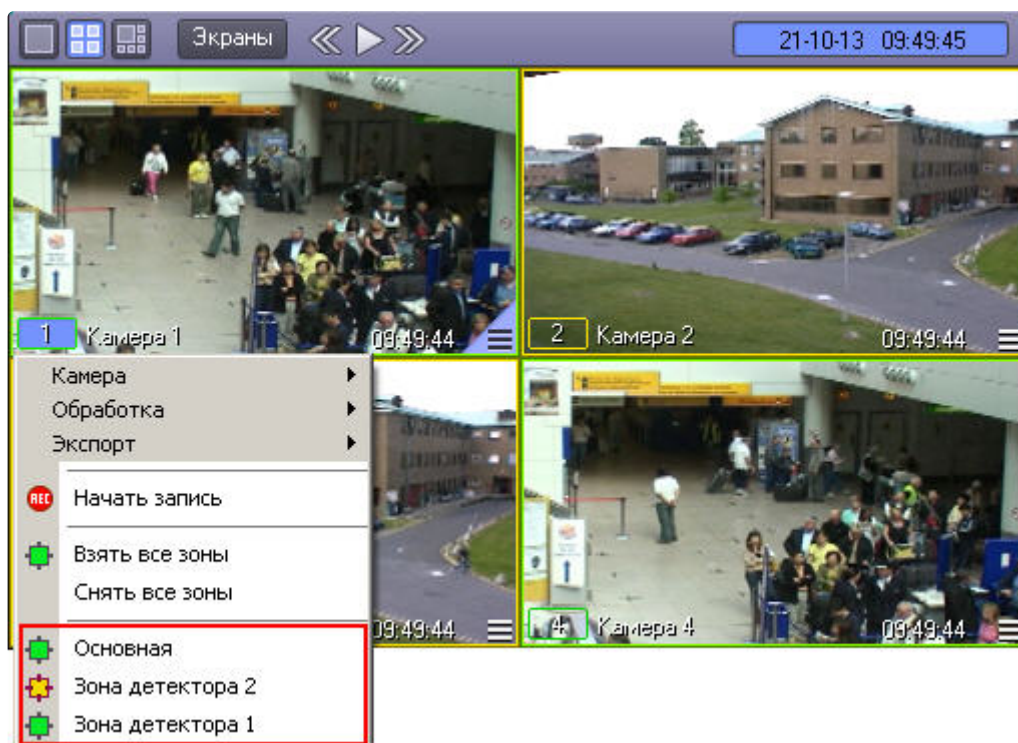 Экраны
21-10-13 09:49:45
1 Камера 1 09:49:44
2 Камера 2 09:49:44
Камера
Обработка
Экспорт
REC Начать запись
Взять все зоны
Снять все зоны
09:49:44
4 Камера 4 09:49:44
Основная
Зона детектора 2
Зона детектора 1